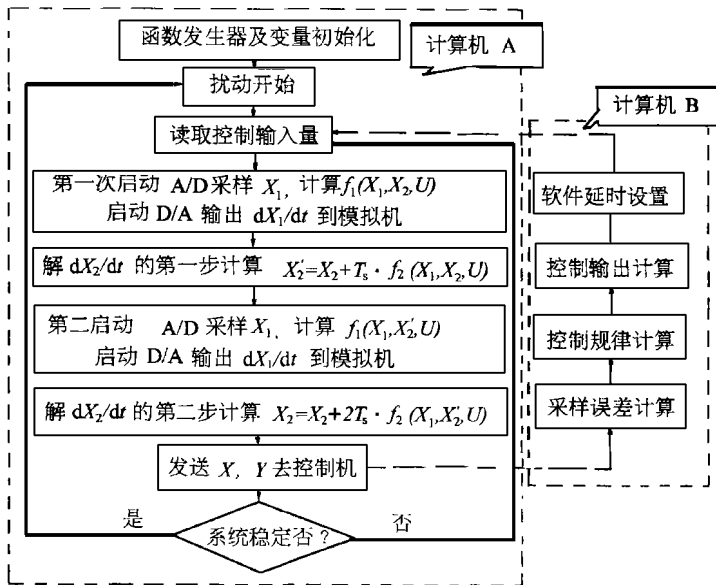 函数发生器及变量初始化
计算机 A
扰动开始
读取控制输入量
第一次启动 A/D 采样 X₁, 计算f₁(X₁,X₂,U)
启动 D/A 输出 dX₁/dt 到模拟机
解 dX₂/dt 的第一步计算 X₂′=X₂+Tₛ · f₂ (X₁,X₂,U)
第二启动 A/D 采样X₁, 计算 f₁(X₁,X₂′,U)
启动 D/A 输出 dX₁/dt 到模拟机
解 dX₂/dt 的第二步计算 X₂=X₂+2Tₛ · f₂ (X₁,X₂′,U)
发送 X, Y 去控制机
是
系统稳定否?
否
计算机 B
软件延时设置
控制输出计算
控制规律计算
采样误差计算